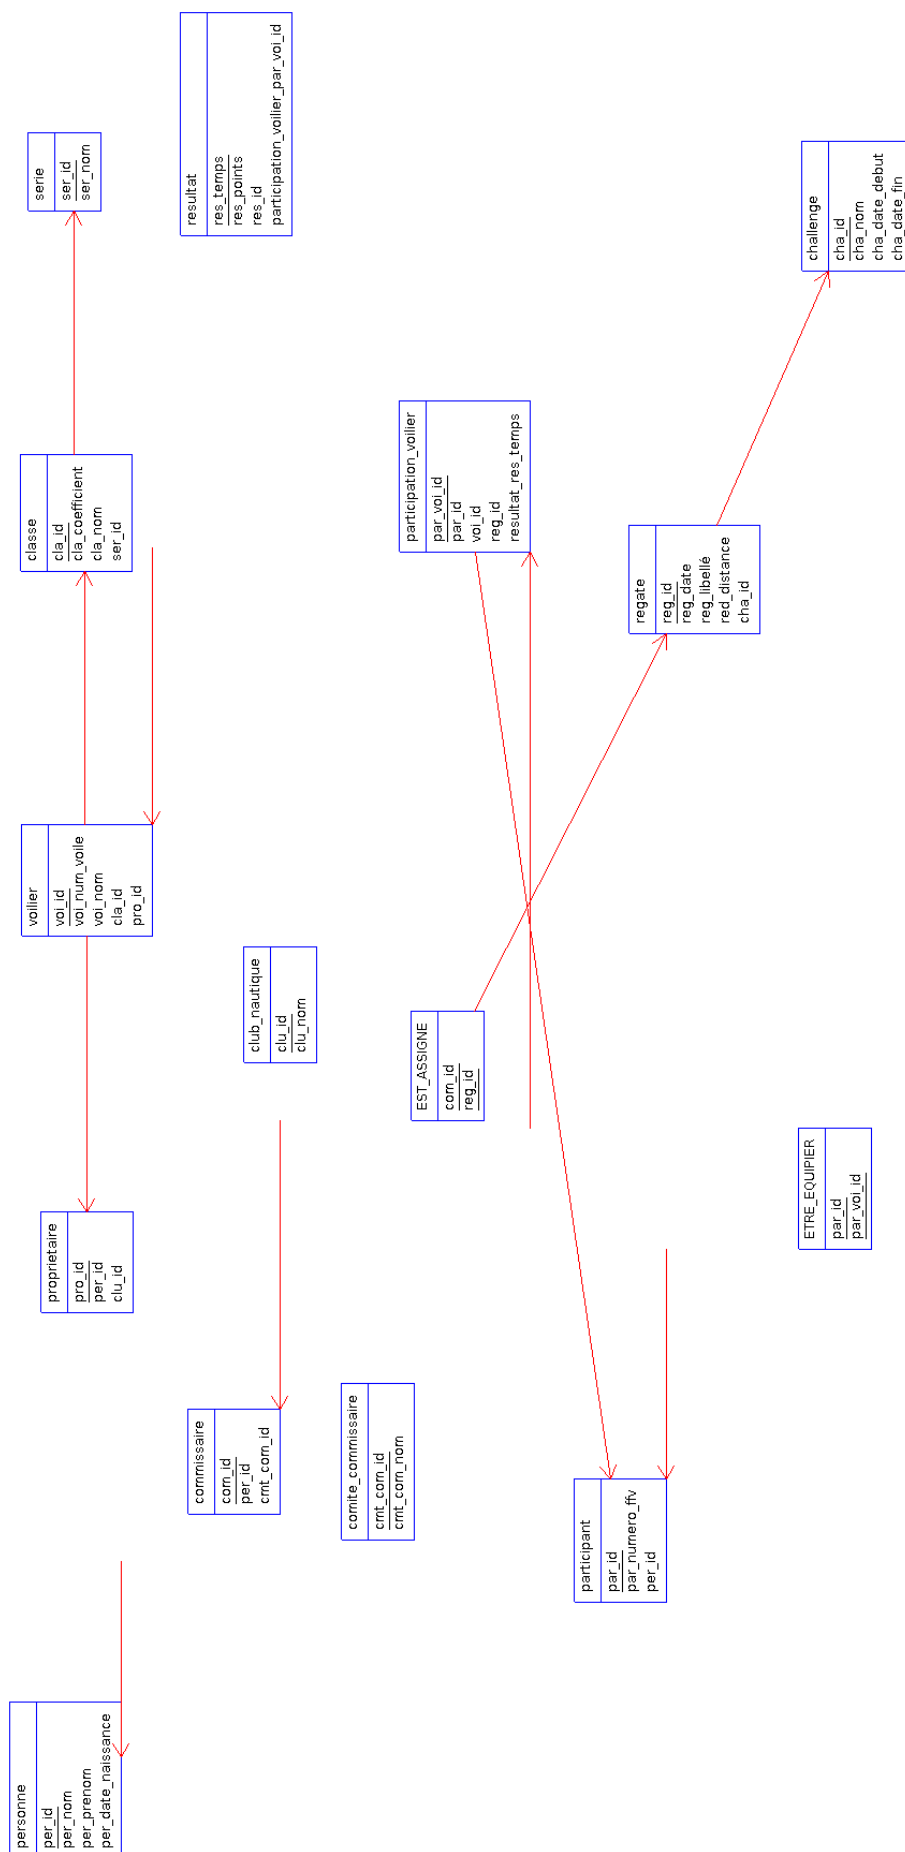 personne
per_id
per_nom
per_prenom
per_date_naissance
proprietaire
pro_id
per_id
clu_id
voilier
voi_id
voi_num_voile
voi_nom
cla_id
pro_id
classe
cla_id
cla_coefficient
cla_nom
ser_id
serie
ser_id
ser_nom
commissaire
com_id
per_id
cmt_com_id
club_nautique
clu_id
clu_nom
resultat
res_temps
res_points
res_id
participation_voilier_par_voi_id
comite_commissaire
cmt_com_id
cmt_com_nom
EST_ASSIGNE
com_id
reg_id
participation_voilier
par_voi_id
par_id
voi_id
reg_id
resultat_res_temps
participant
par_id
par_numero_ffv
per_id
regate
reg_id
reg_date
reg_libellé
red_distance
cha_id
ETRE_EQUIPIER
par_id
par_voi_id
challenge
cha_id
cha_nom
cha_date_debut
cha_date_fin